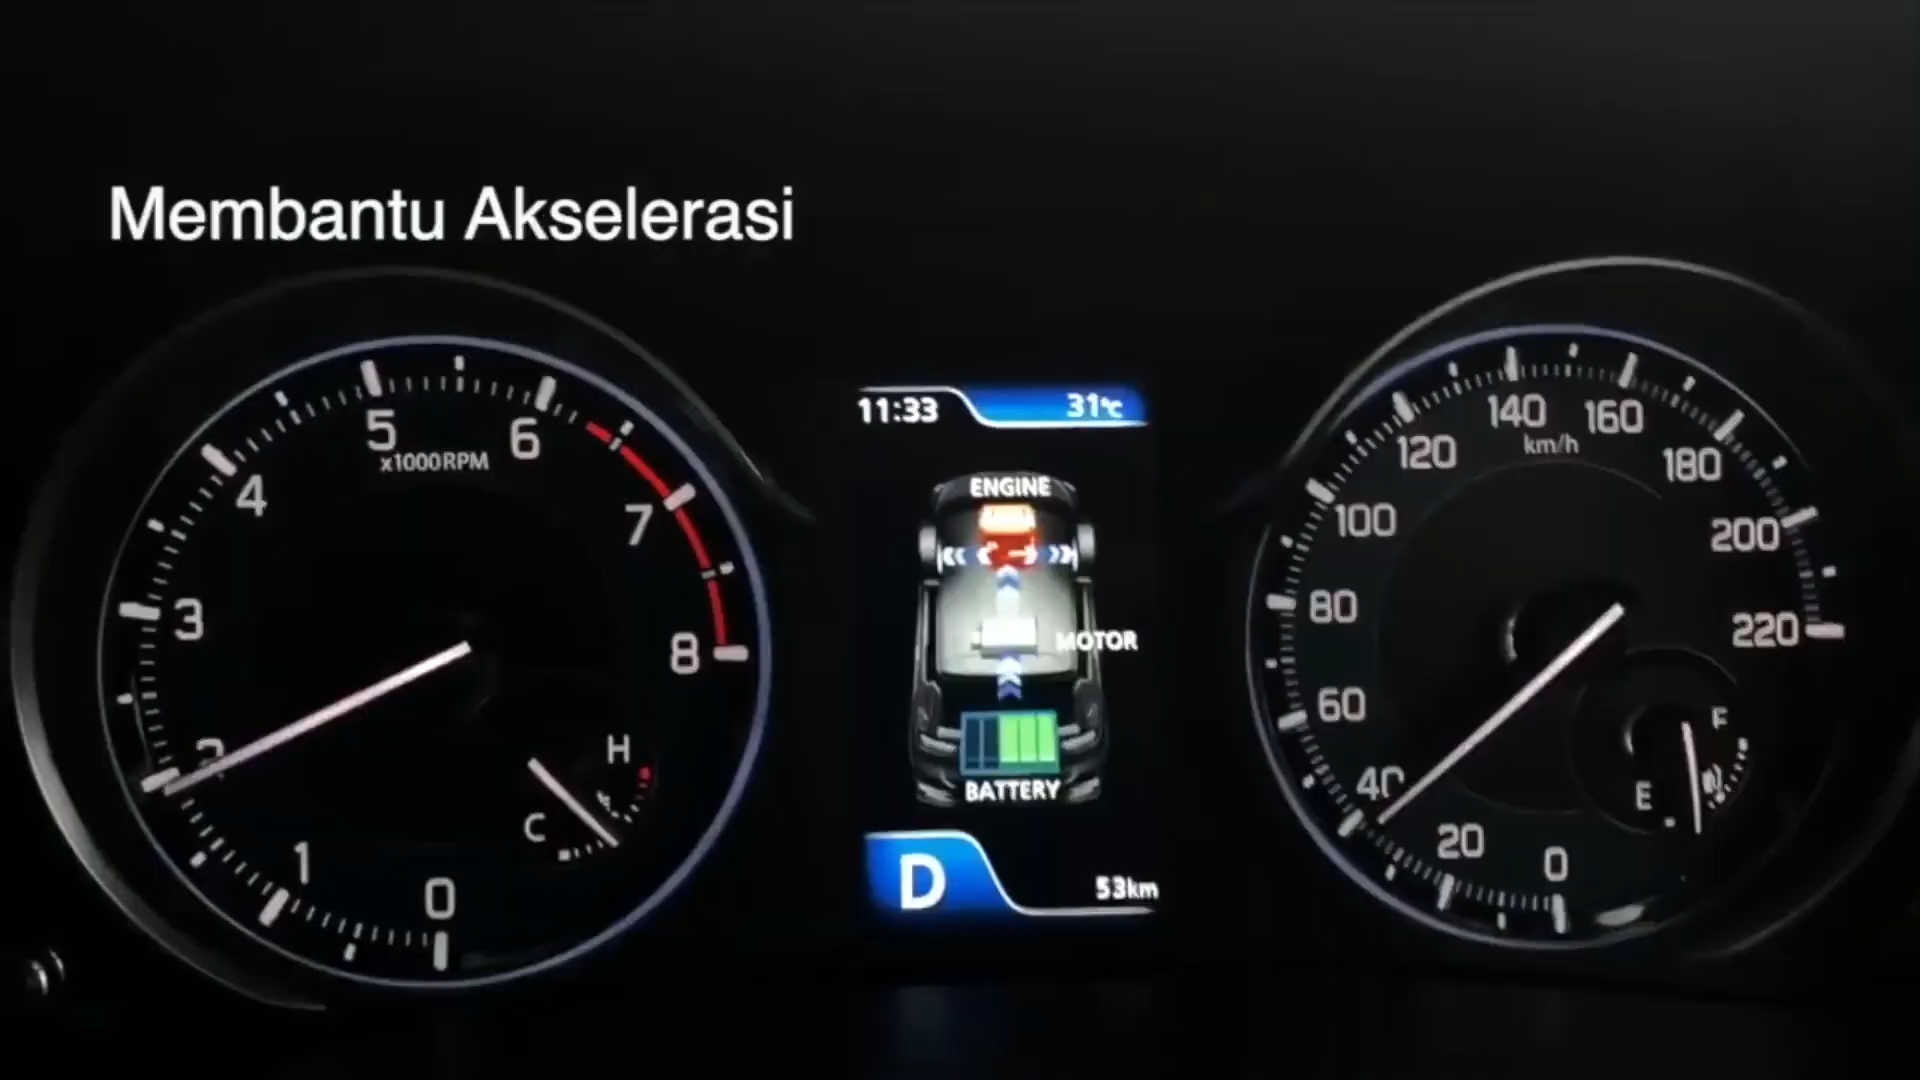 Membantu Akselerasi
5
x1000RPM
6
4
7
3
8
2
H
C
1
0
11:33
31°C
ENGINE
MOTOR
BATTERY
D
53km
140
160
km/h
120
180
100
200
80
220
60
F
40
E
20
0